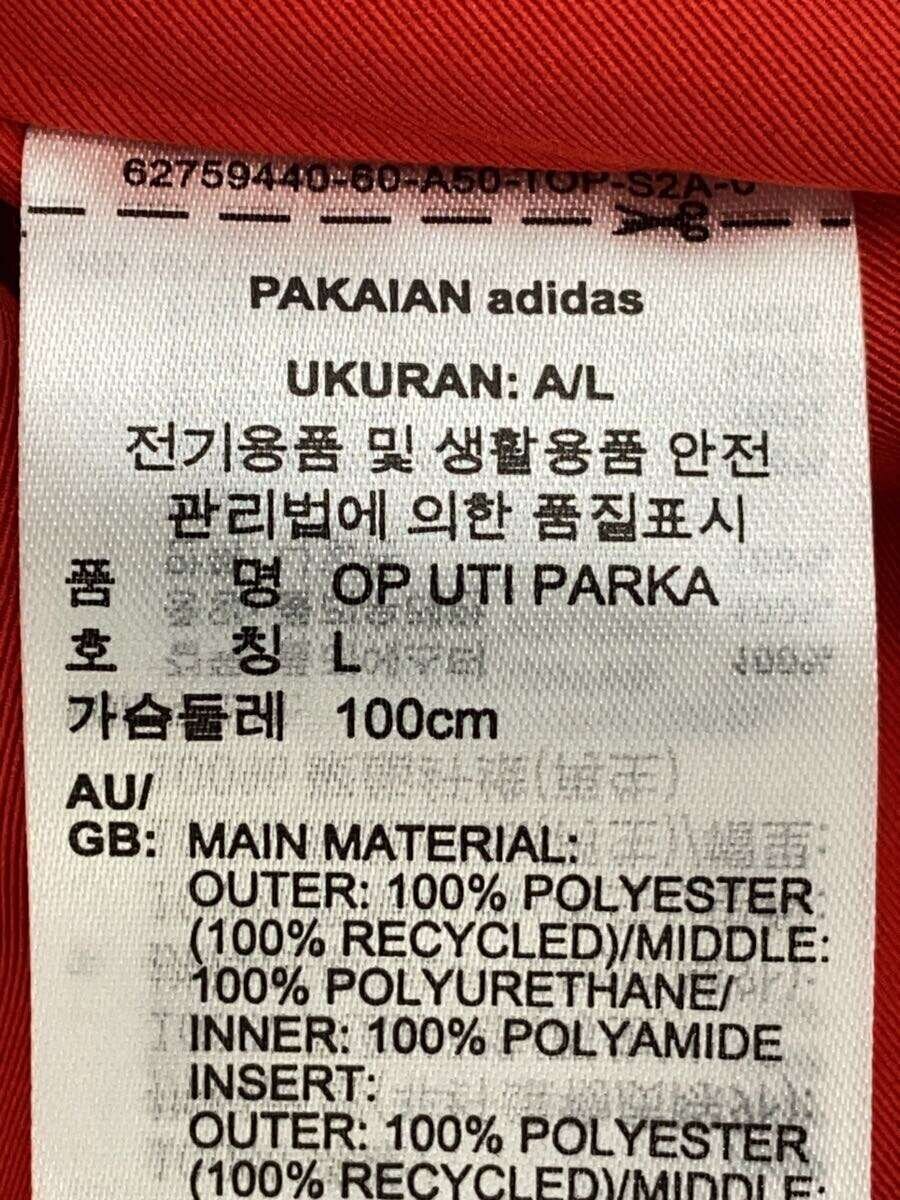 62759440-60-A50-TOP-S2A-0
PAKAIAN adidas
UKURAN: A/L
전기용품 및 생활용품 안전
관리법에 의한 품질표시
품 명 OP UTI PARKA
호 칭 L
가슴둘레 100cm
AU/
GB: MAIN MATERIAL:
OUTER: 100% POLYESTER
(100% RECYCLED)/MIDDLE:
100% POLYURETHANE/
INNER: 100% POLYAMIDE
INSERT:
OUTER: 100% POLYESTER
(100% RECYCLED)/MIDDLE: